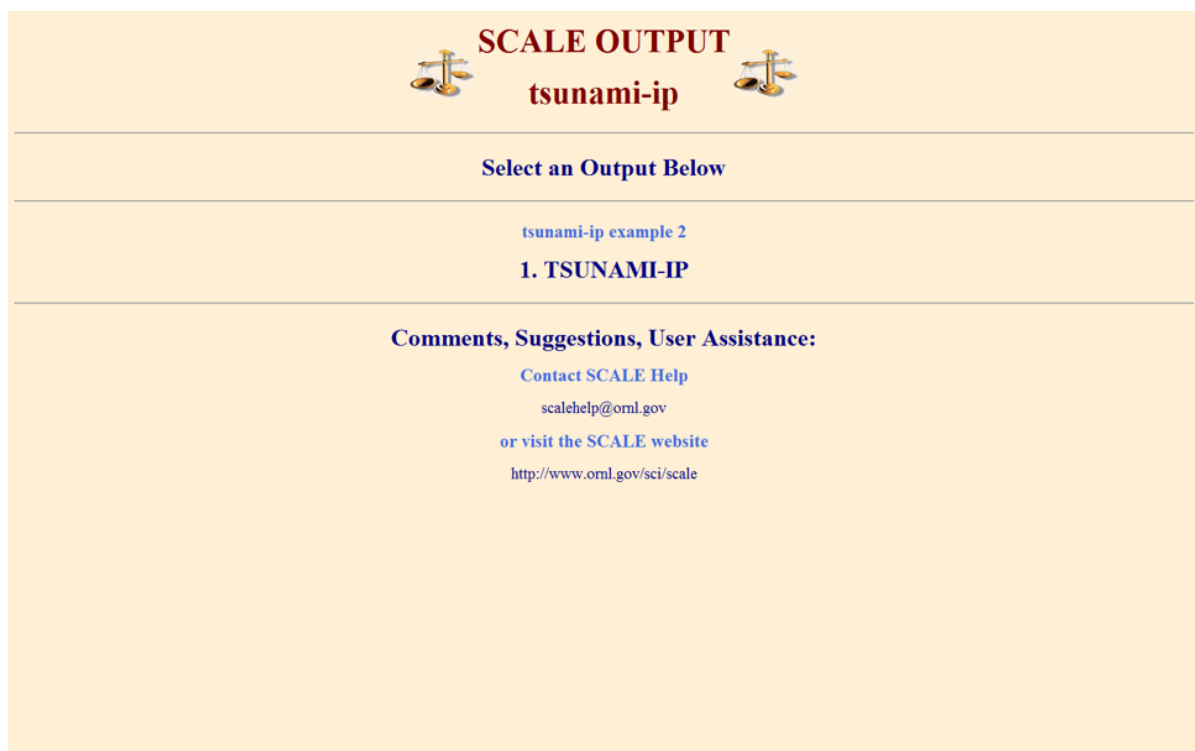 SCALE OUTPUT
tsunami-ip
Select an Output Below
tsunami-ip example 2
1. TSUNAMI-IP
Comments, Suggestions, User Assistance:
Contact SCALE Help
scalehelp@ornl.gov
or visit the SCALE website
http://www.ornl.gov/sci/scale